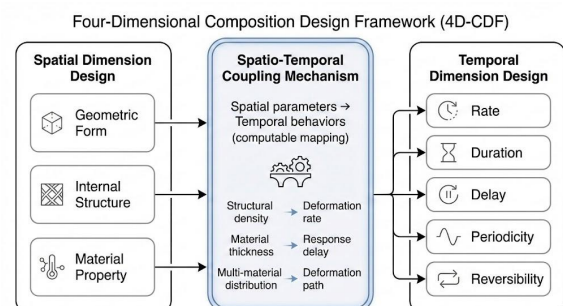 Four-Dimensional Composition Design Framework (4D-CDF)
Spatial Dimension
Design
Geometric
Form
Internal
Structure
Material
Property
Spatio-Temporal
Coupling Mechanism
Spatial parameters →
Temporal behaviors
(computable mapping)
Structural
density
→ Deformation
rate
Material
thickness
→ Response
delay
Multi-material
distribution
→ Deformation
path
Temporal
Dimension Design
Rate
Duration
Delay
Periodicity
Reversibility